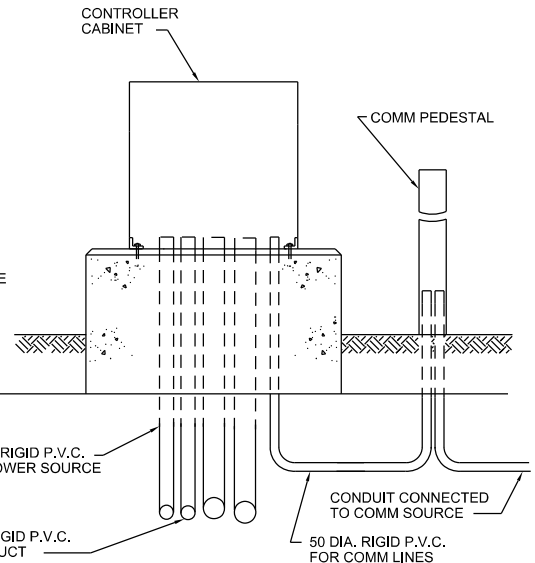 CONTROLLER
CABINET
COMM PEDESTAL
E
RIGID P.V.C.
OWER SOURCE
CONDUIT CONNECTED
TO COMM SOURCE
GID P.V.C.
UCT
50 DIA. RIGID P.V.C.
FOR COMM LINES